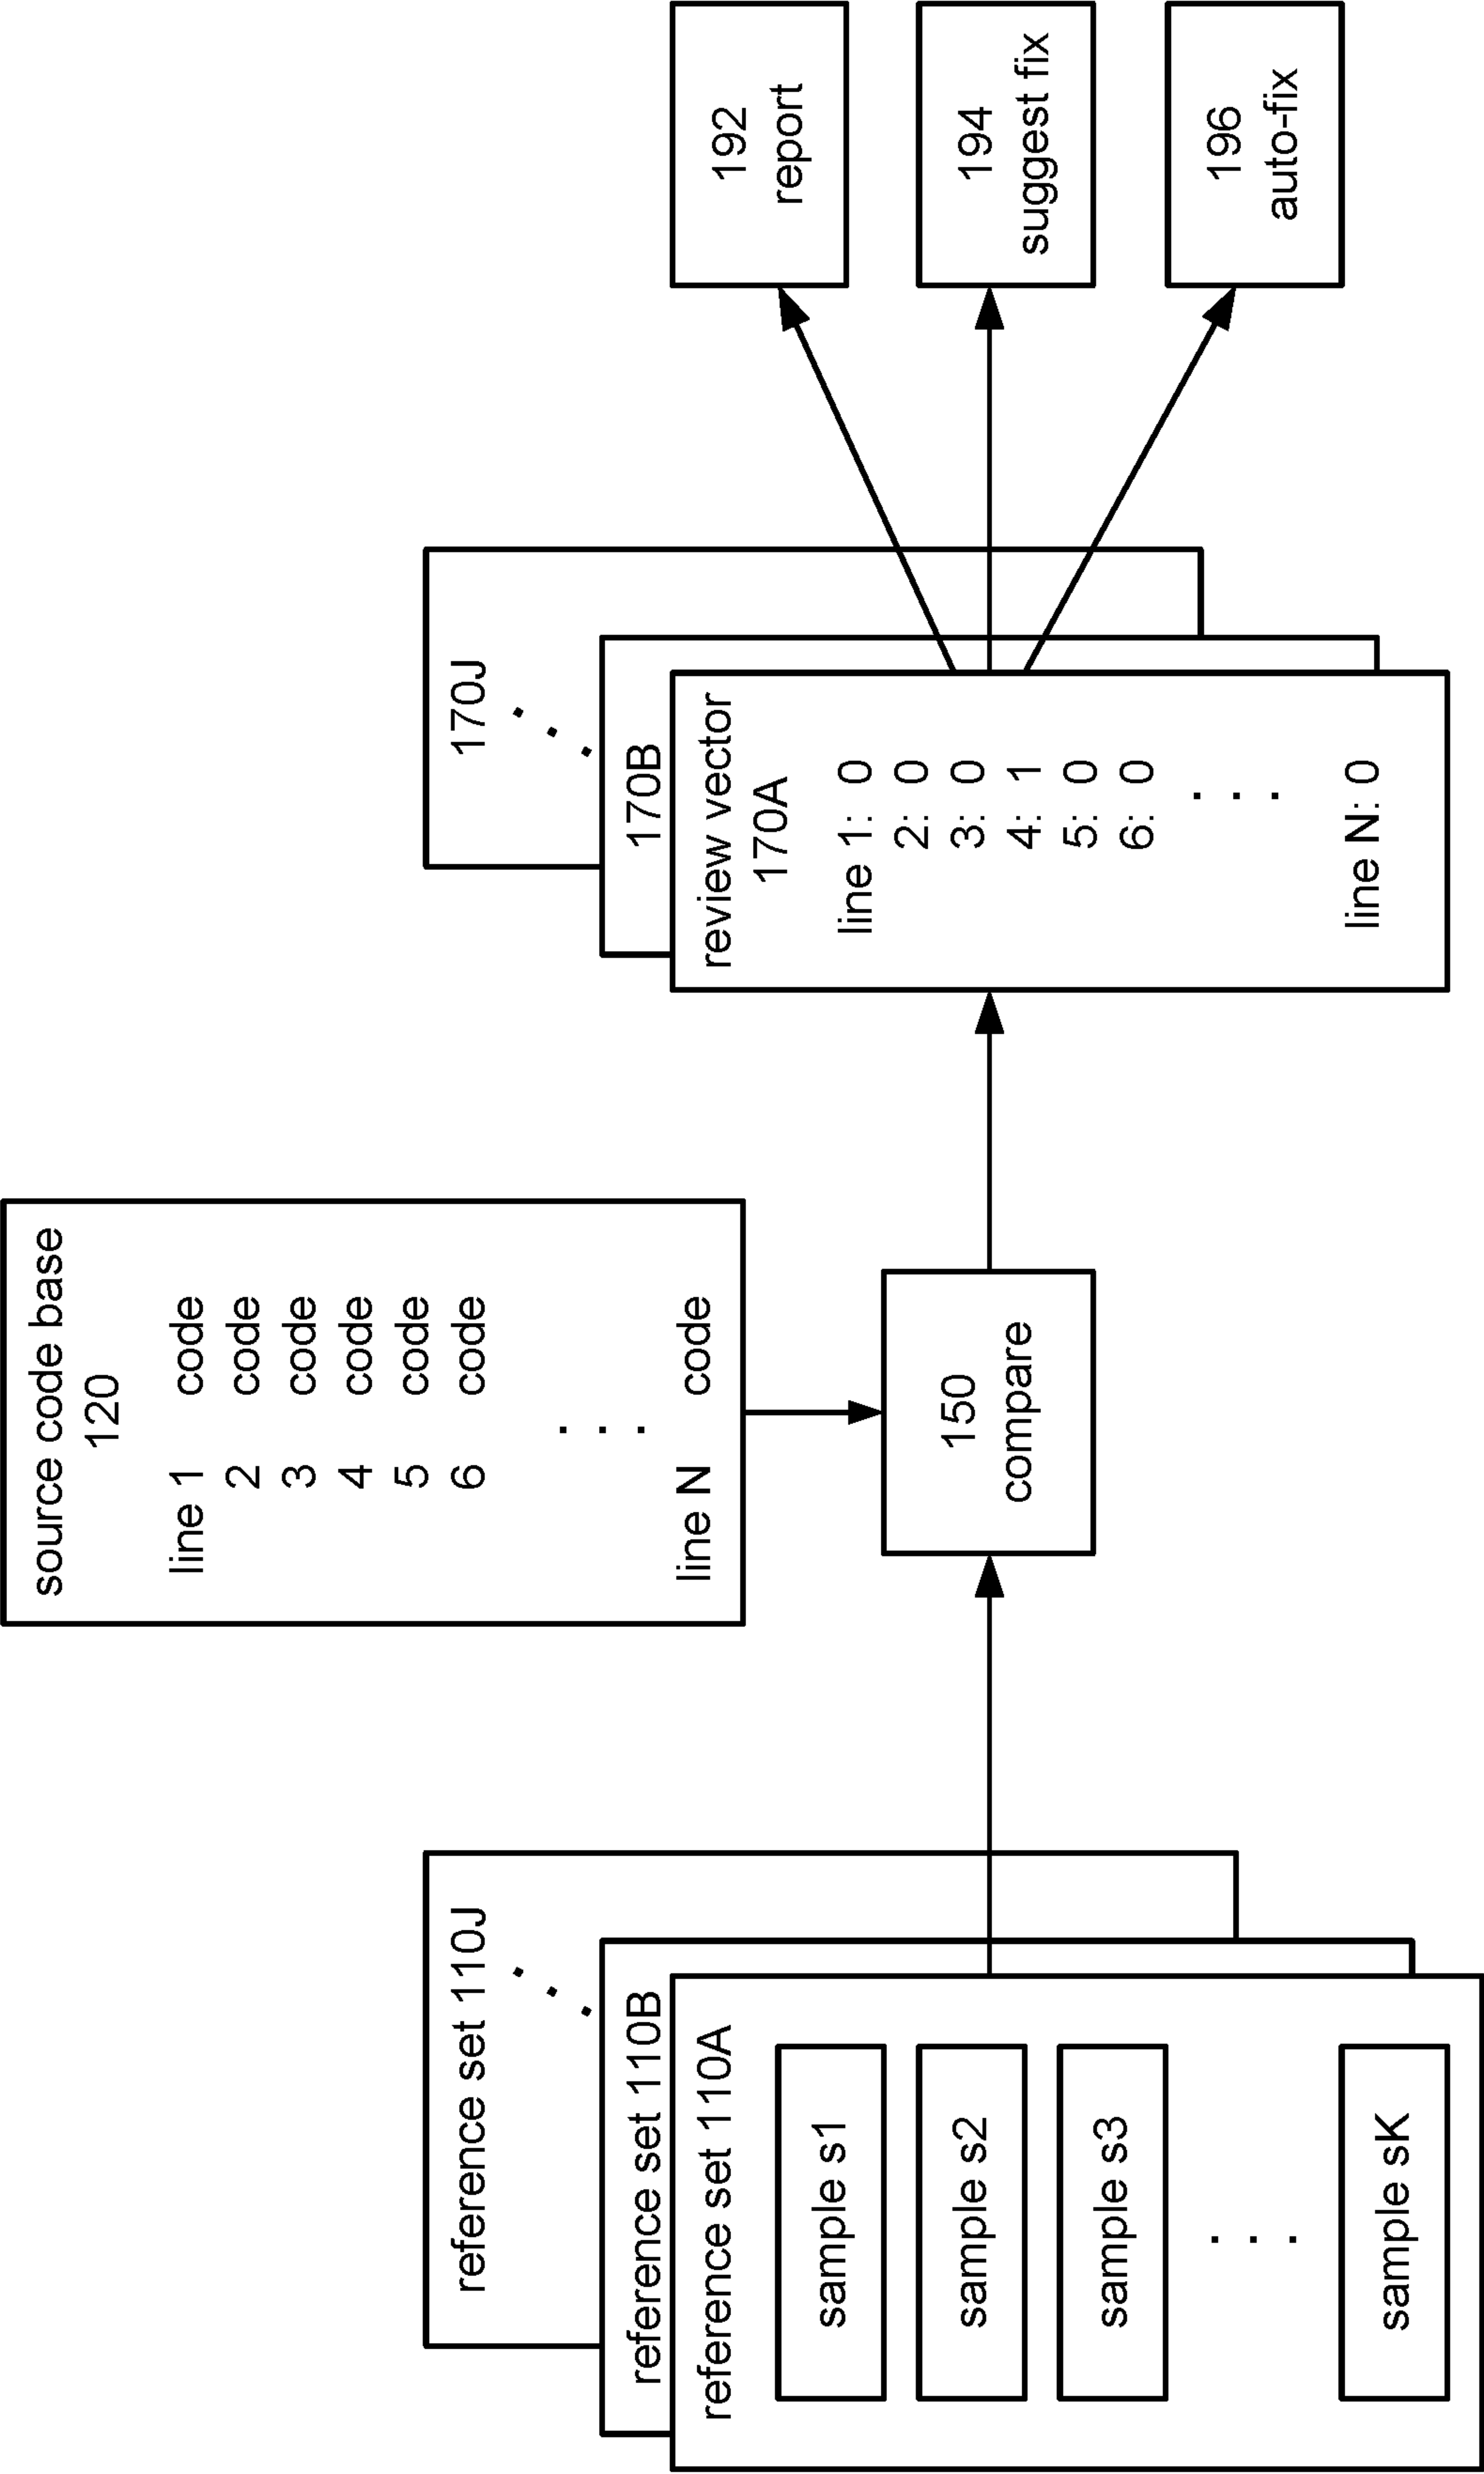 reference set 110J
reference set 110B
reference set 110A
sample s1
sample s2
sample s3
. . .
sample sK
source code base
120
line 1 code
2 code
3 code
4 code
5 code
6 code
. . .
line N code
150
compare
170J
170B
review vector
170A
line 1: 0
2: 0
3: 0
4: 1
5: 0
6: 0
. . .
line N: 0
192
report
194
suggest fix
196
auto-fix